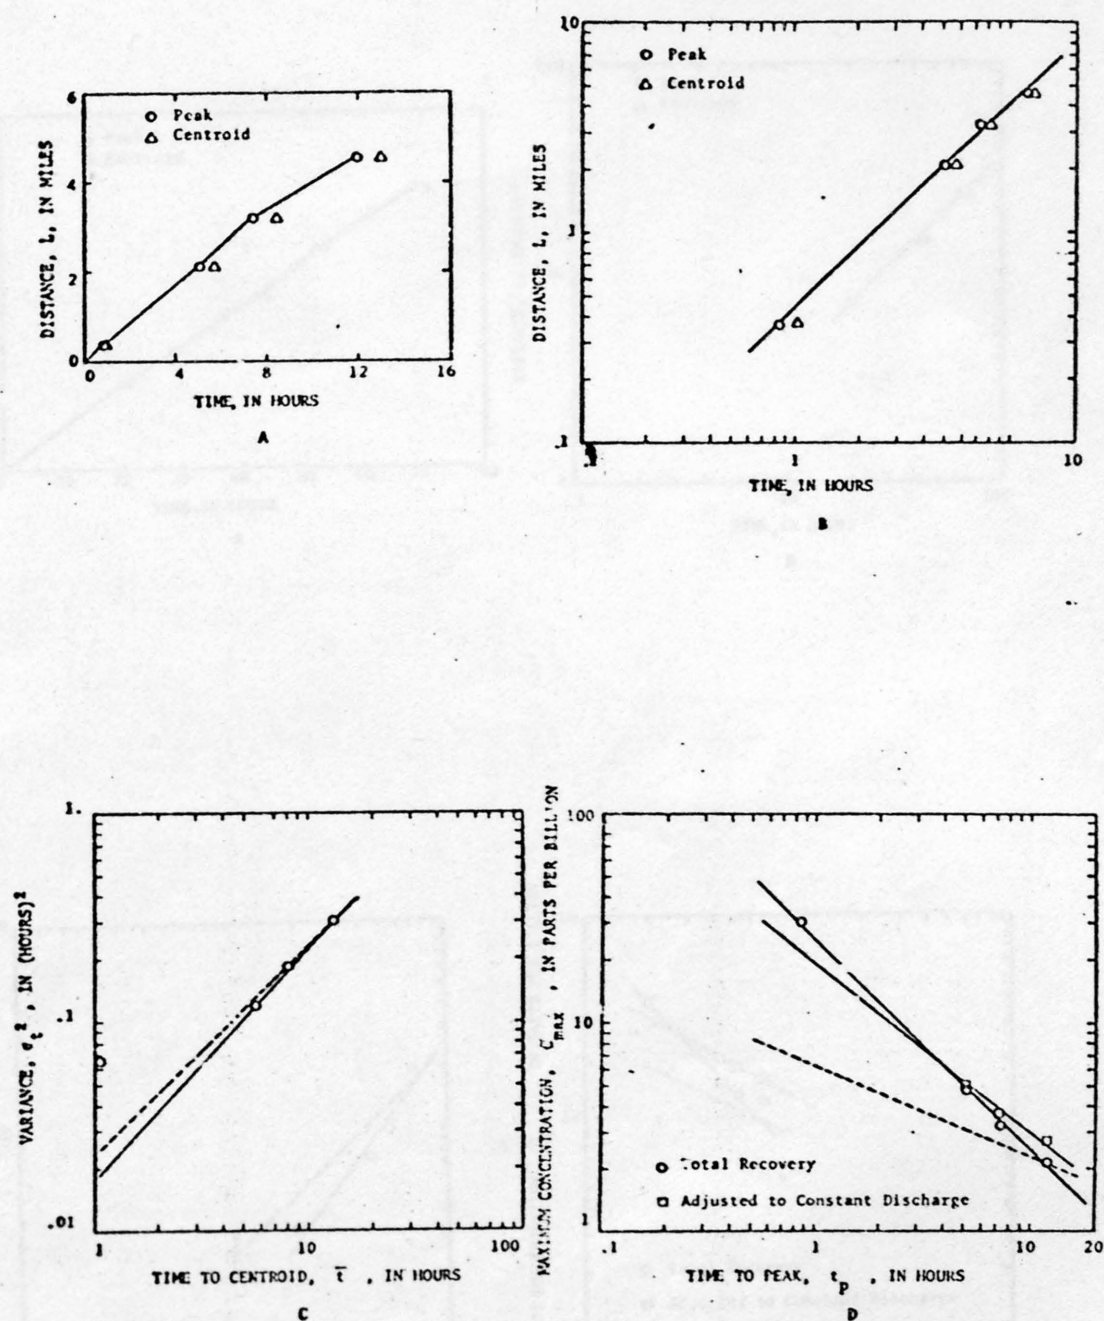 6
4
2
0
DISTANCE, L, IN MILES
○ Peak
△ Centroid
0 4 8 12 16
TIME, IN HOURS
A
10
1
.1
DISTANCE, L, IN MILES
○ Peak
△ Centroid
1 10
TIME, IN HOURS
B
1.
.1
.01
VARIANCE, σt², IN (HOURS)²
1 10 100
TIME TO CENTROID, t̄ , IN HOURS
C
100
10
1
MAXIMUM CONCENTRATION, Cmax , IN PARTS PER BILLION
○ Total Recovery
□ Adjusted to Constant Discharge
.1 1 10 20
TIME TO PEAK, tp , IN HOURS
D